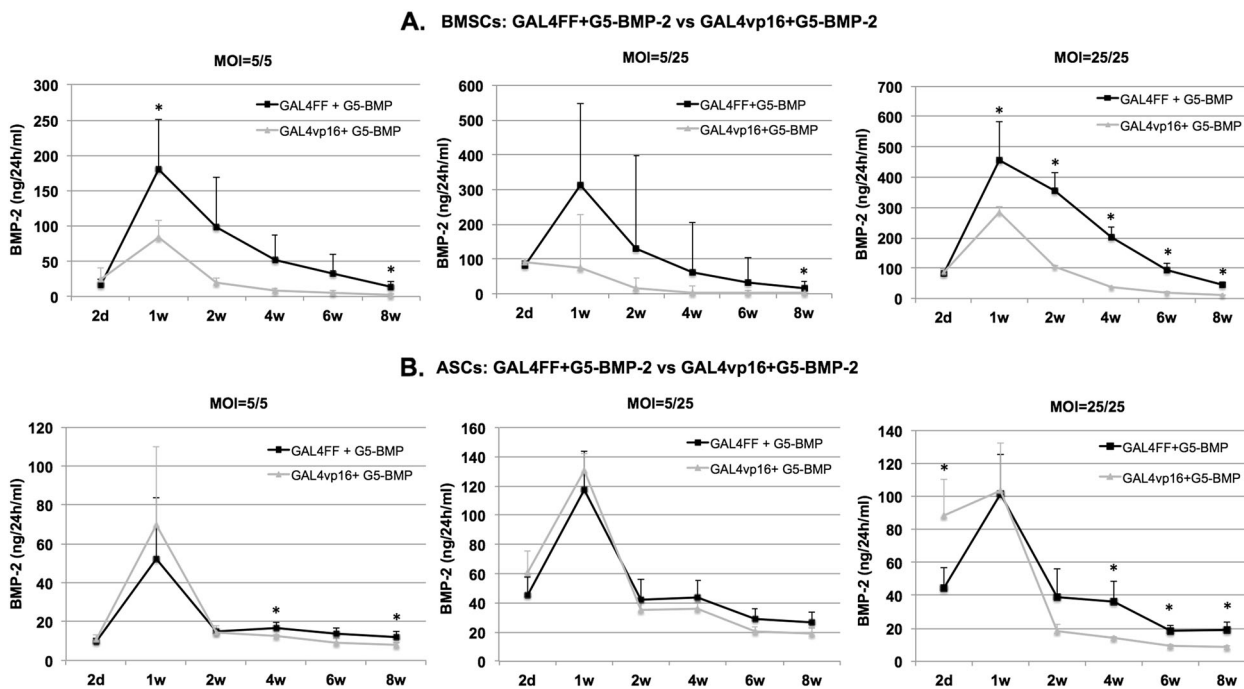 A. BMSCs: GAL4FF+G5-BMP-2 vs GAL4vp16+G5-BMP-2
MOI=5/5
BMP-2 (ng/24h/ml)
300
250
200
150
100
50
0
2d 1w 2w 4w 6w 8w
GAL4FF + G5-BMP
GAL4vp16+ G5-BMP
*
*
MOI=5/25
BMP-2 (ng/24h/ml)
600
500
400
300
200
100
0
2d 1w 2w 4w 6w 8w
GAL4FF+G5-BMP
GAL4vp16+G5-BMP
*
MOI=25/25
BMP-2 (ng/24h/ml)
700
600
500
400
300
200
100
0
2d 1w 2w 4w 6w 8w
GAL4FF + G5-BMP
GAL4vp16+ G5-BMP
*
*
*
*
*
B. ASCs: GAL4FF+G5-BMP-2 vs GAL4vp16+G5-BMP-2
MOI=5/5
BMP-2 (ng/24h/ml)
120
100
80
60
40
20
0
2d 1w 2w 4w 6w 8w
GAL4FF + G5-BMP
GAL4vp16+ G5-BMP
*
*
MOI=5/25
BMP-2 (ng/24h/ml)
160
140
120
100
80
60
40
20
0
2d 1w 2w 4w 6w 8w
GAL4FF + G5-BMP
GAL4vp16+ G5-BMP
MOI=25/25
BMP-2 (ng/24h/ml)
140
120
100
80
60
40
20
0
2d 1w 2w 4w 6w 8w
GAL4FF+G5-BMP
GAL4vp16+G5-BMP
*
*
*
*